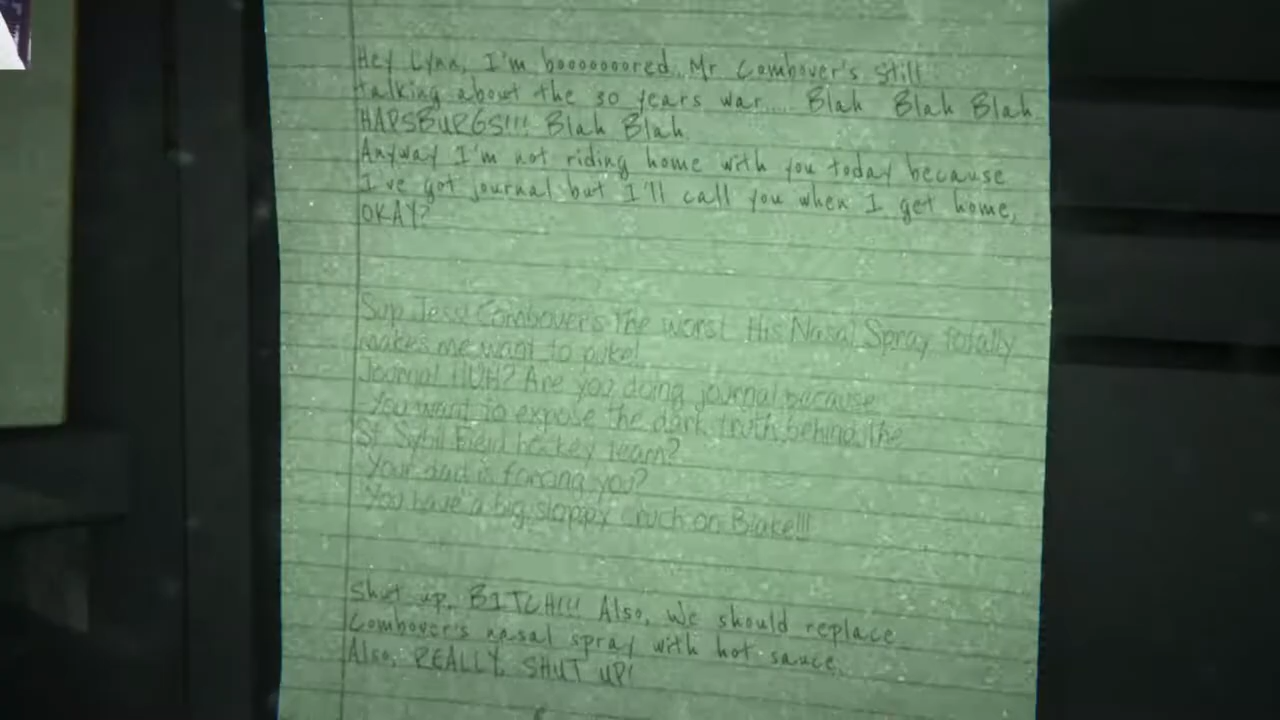 Hey Lynn, I'm booooooored. Mr Combover's still
talking about the 30 years war.... Blah Blah Blah
HAPSBURGS!!! Blah Blah
Anyway I'm not riding home with you today because
I've got journal but I'll call you when I get home,
OKAY?
Sup Jess! Combover's The worst. His Nasal Spray totally
makes me want to puke!
Journal HUH? Are you doing journal because
You want to expose the dark truth behind The
St Sybil Field hockey team?
Your dad is forcing you?
You have a big, sloppy Cruch on Blake!!!
Shut up, BITCH!!! Also, We should replace
Combover's nasal spray with hot sauce.
Also, REALLY, SHUT UP!